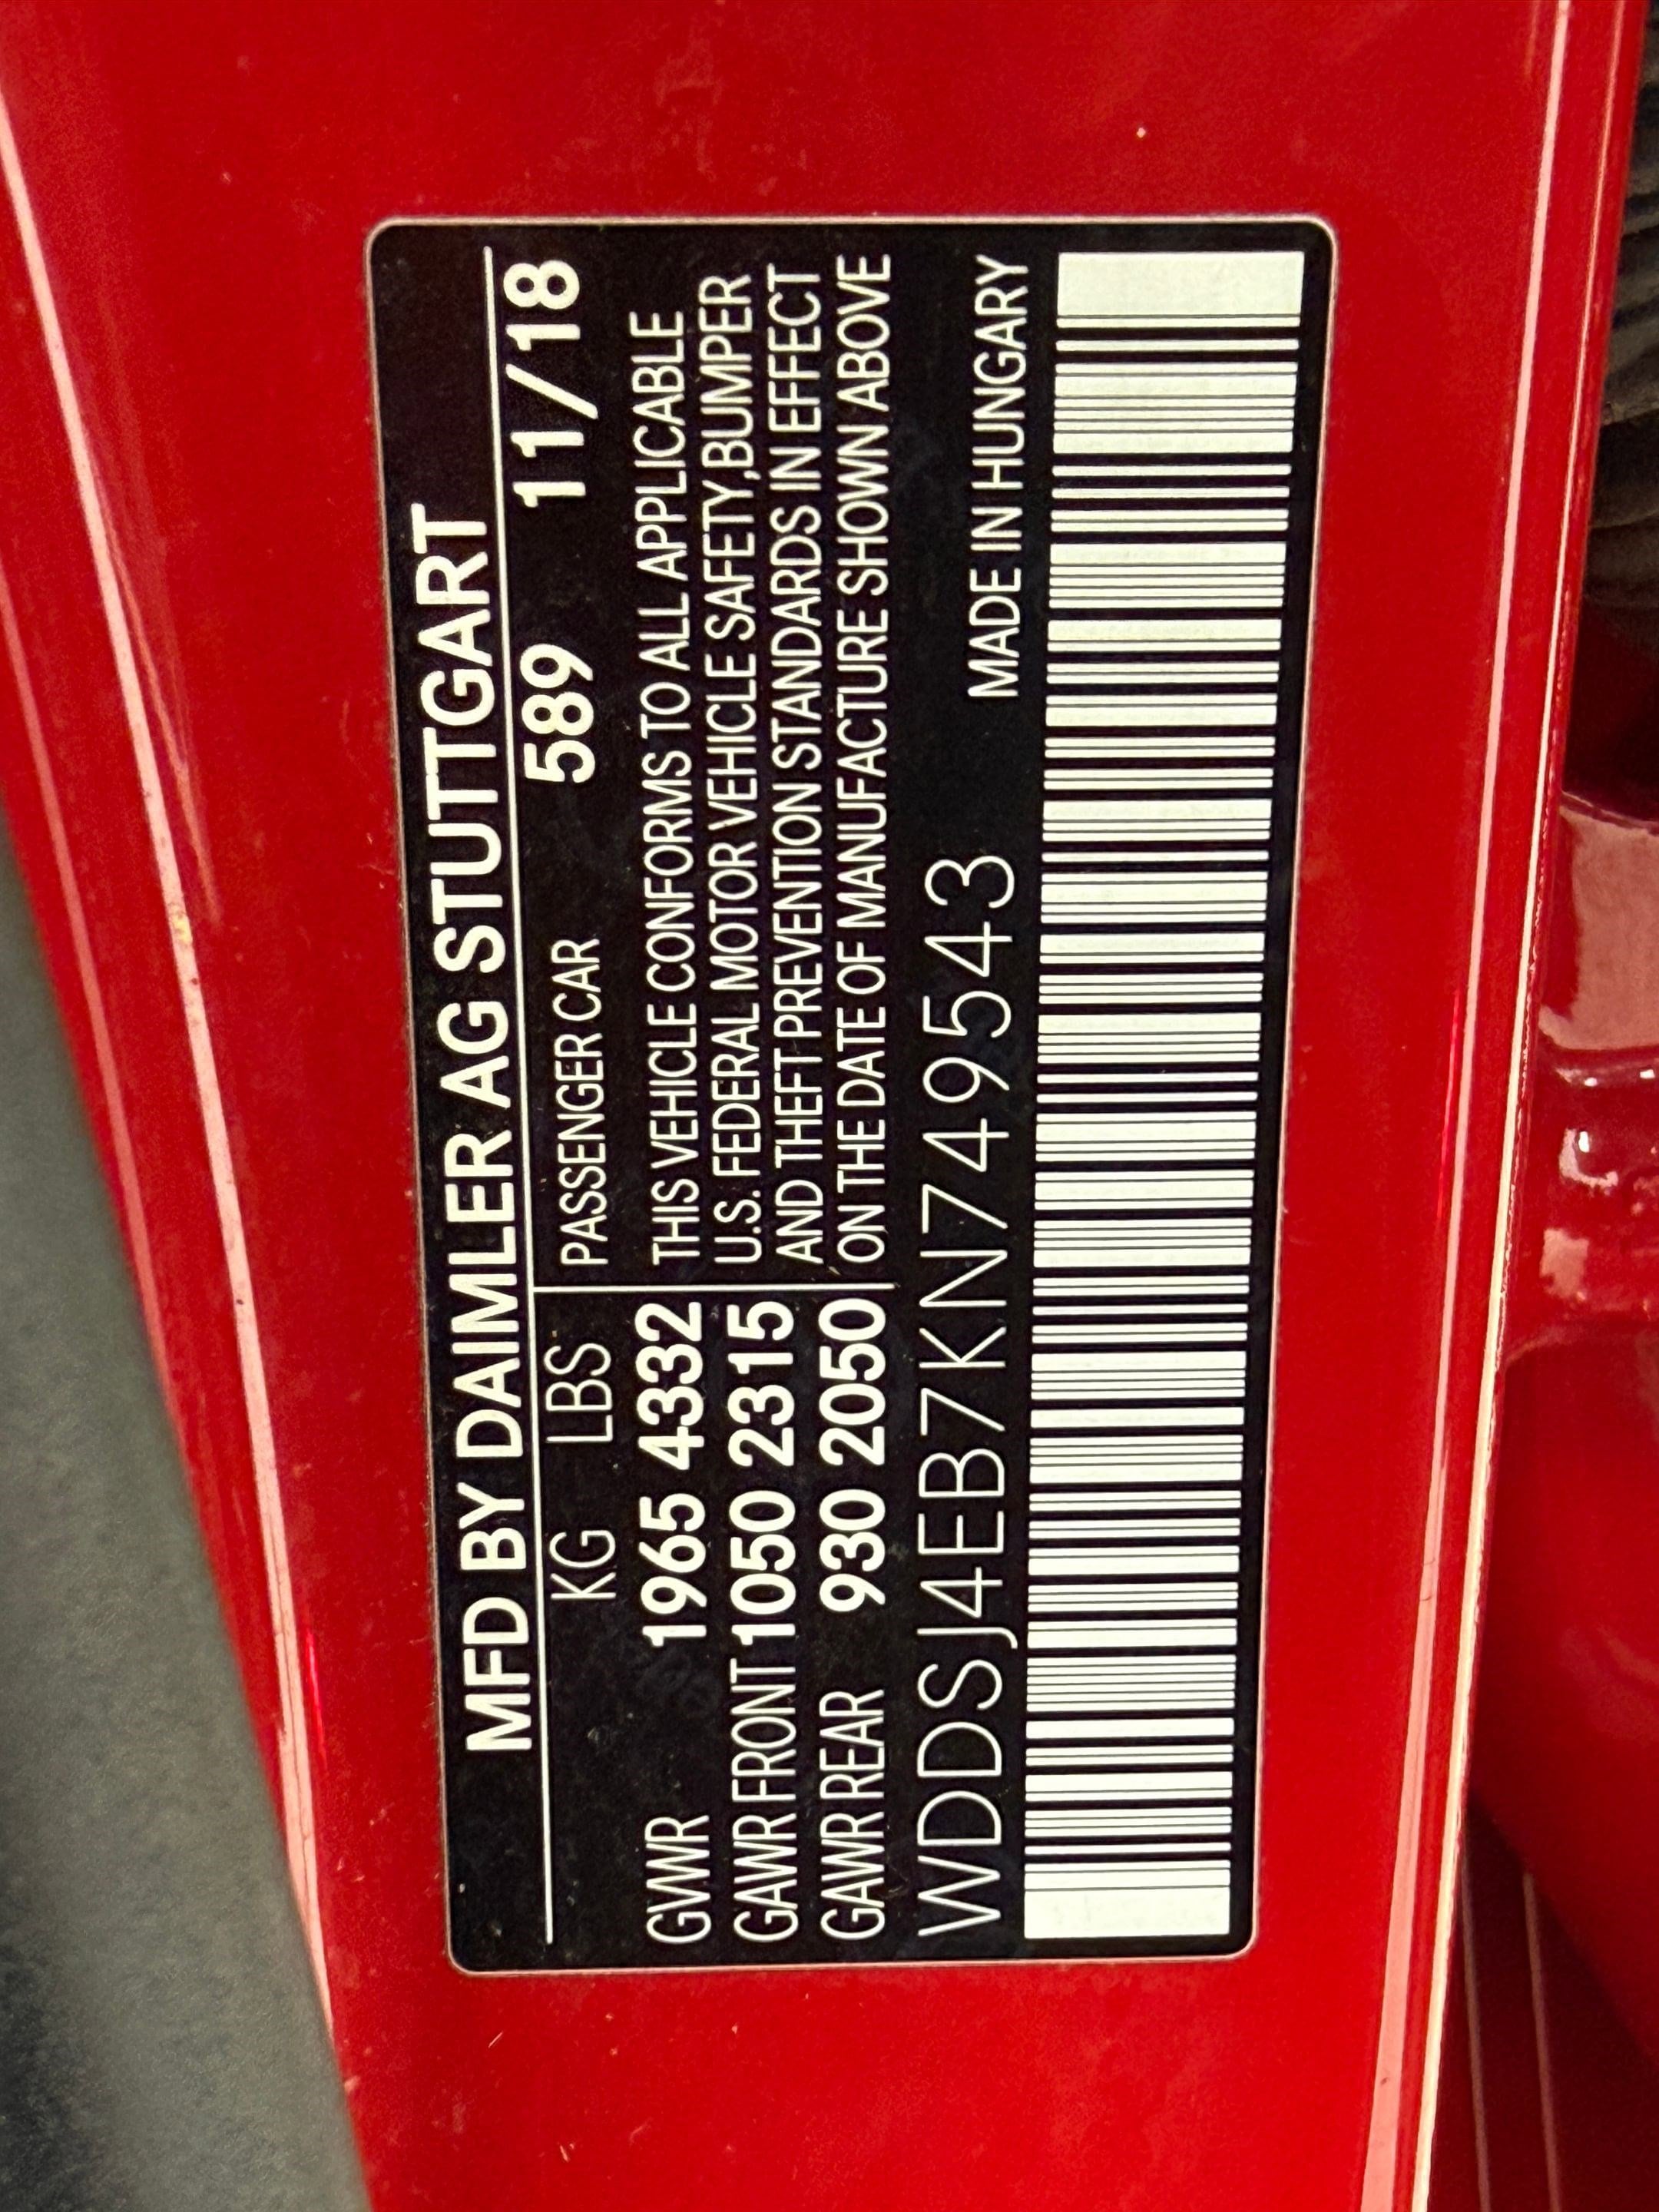 MFD BY DAIMLER AG STUTTGART
KG LBS PASSENGER CAR 589 11/18
GVWR 1965 4332 THIS VEHICLE CONFORMS TO ALL APPLICABLE
U.S. FEDERAL MOTOR VEHICLE SAFETY,BUMPER
GAWR FRONT 1050 2315 AND THEFT PREVENTION STANDARDS IN EFFECT
GAWR REAR 930 2050 ON THE DATE OF MANUFACTURE SHOWN ABOVE
WDDSJ4EB7KN749543 MADE IN HUNGARY